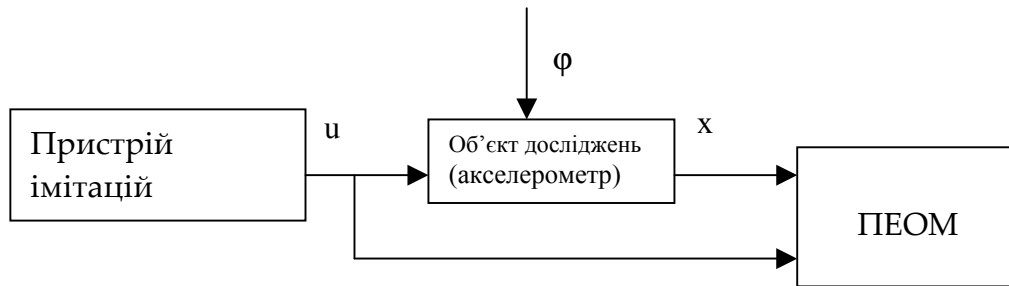 φ
Пристрій
імітацій
u
Об’єкт досліджень
(акселерометр)
x
ПЕОМ